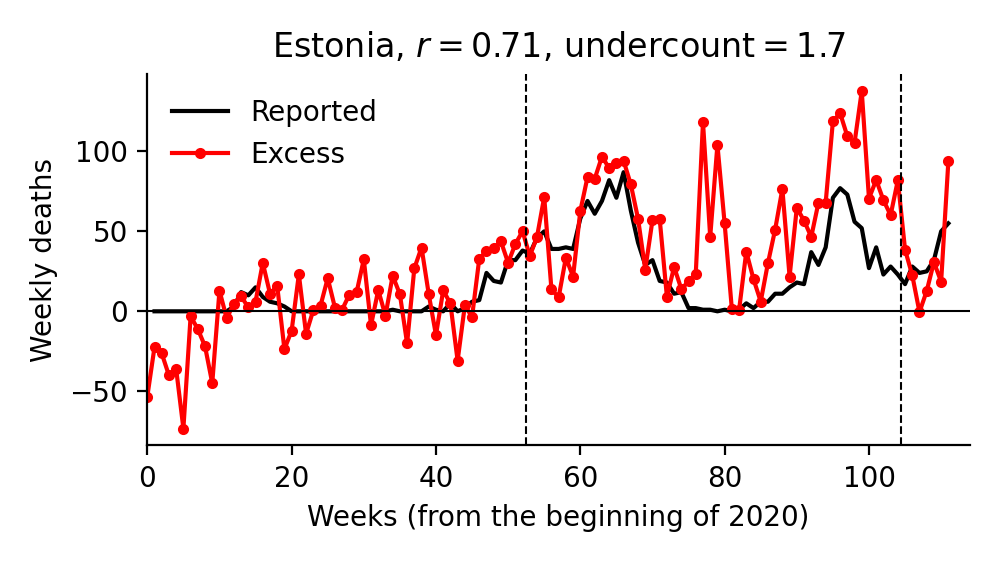 Estonia, r = 0.71, undercount = 1.7
Reported
Excess
Weekly deaths
100
50
0
−50
0 20 40 60 80 100
Weeks (from the beginning of 2020)